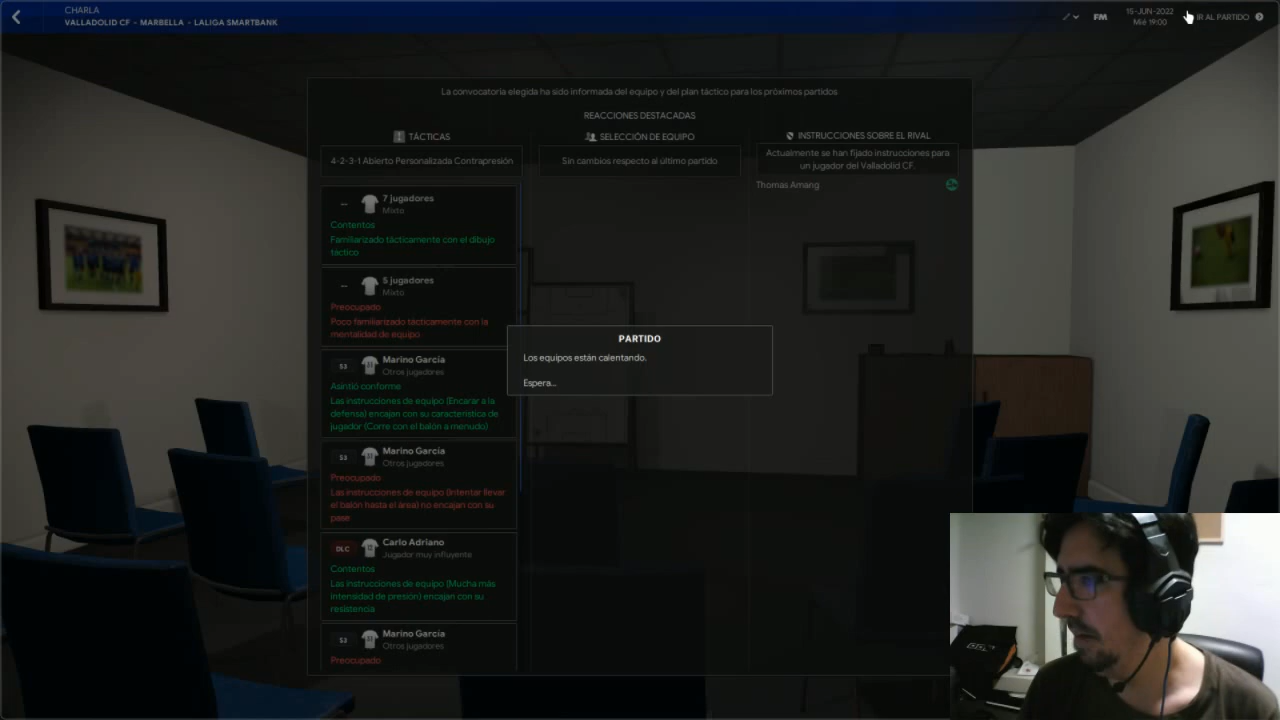 CHARLA
VALLADOLID CF - MARBELLA - LALIGA SMARTBANK
FM
15-JUN-2022
Mié 19:00
IR AL PARTIDO
La convocatoria elegida ha sido informada del equipo y del plan táctico para los próximos partidos
REACCIONES DESTACADAS
TÁCTICAS
4-2-3-1 Abierto Personalizada Contrapresión
-- 7 jugadores
Mixto
Contentos
Familiarizado tácticamente con el dibujo
táctico
-- 5 jugadores
Mixto
Preocupado
Poco familiarizado tácticamente con la
mentalidad de equipo
S3 Marino García
Otros jugadores
Asintió conforme
Las instrucciones de equipo (Encarar a la
defensa) encajan con su característica de
jugador (Corre con el balón a menudo)
S3 Marino García
Otros jugadores
Preocupado
Las instrucciones de equipo (Intentar llevar
el balón hasta el área) no encajan con su
pase
DLC Carlo Adriano
Jugador muy influyente
Contentos
Las instrucciones de equipo (Mucha más
intensidad de presión) encajan con su
resistencia
S3 Marino García
Otros jugadores
Preocupado
SELECCIÓN DE EQUIPO
Sin cambios respecto al último partido
INSTRUCCIONES SOBRE EL RIVAL
Actualmente se han fijado instrucciones para
un jugador del Valladolid CF.
Thomas Amang
PARTIDO
Los equipos están calentando.
Espera...